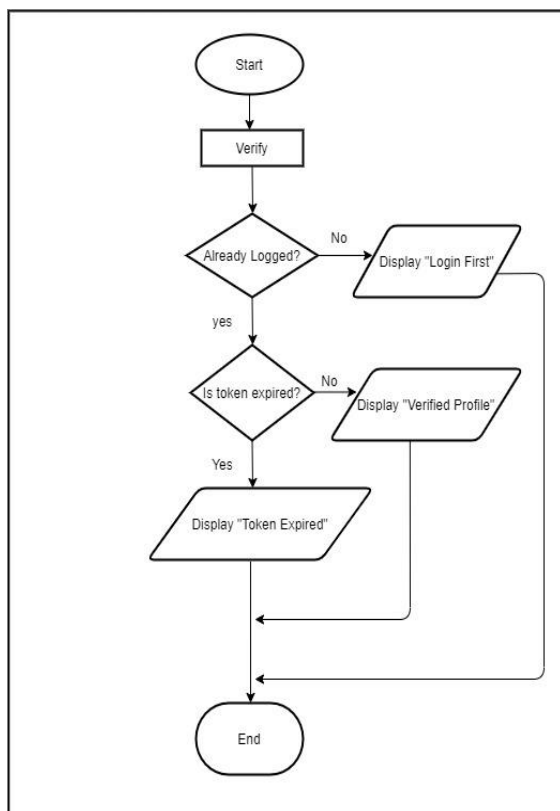 Start
Verify
Already Logged?
No
Display "Login First"
yes
Is token expired?
No
Display "Verified Profile"
Yes
Display "Token Expired"
End